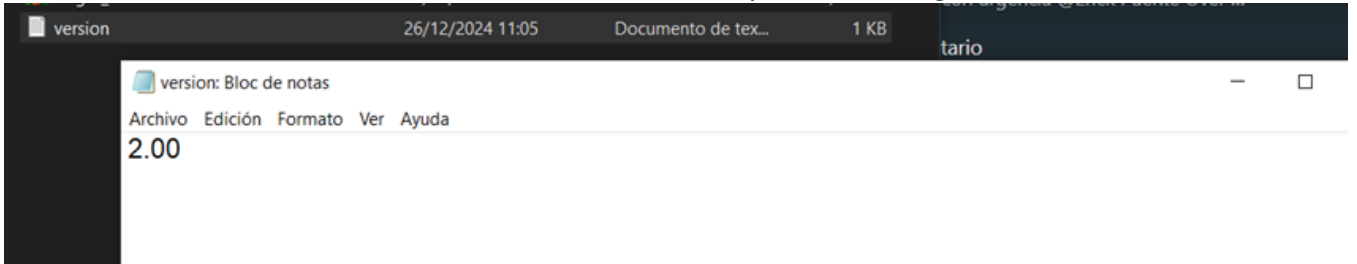 version 26/12/2024 11:05 Documento de tex... 1 KB
tario
version: Bloc de notas
Archivo Edición Formato Ver Ayuda
2.00